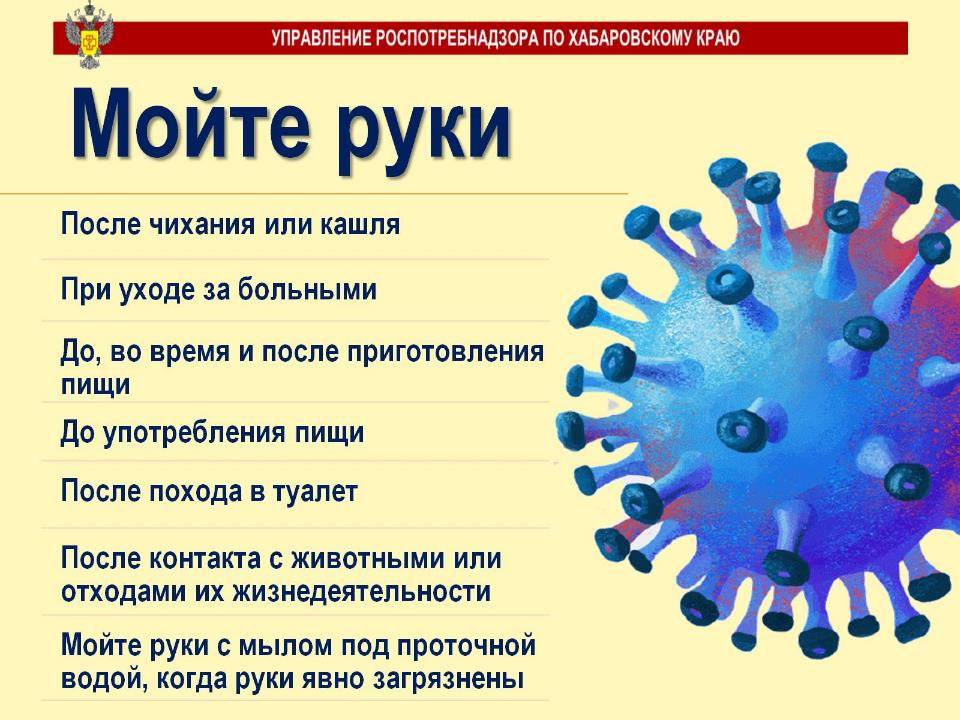 УПРАВЛЕНИЕ РОСПОТРЕБНАДЗОРА ПО ХАБАРОВСКОМУ КРАЮ
Мойте руки
После чихания или кашля
При уходе за больными
До, во время и после приготовления
пищи
До употребления пищи
После похода в туалет
После контакта с животными или
отходами их жизнедеятельности
Мойте руки с мылом под проточной
водой, когда руки явно загрязнены